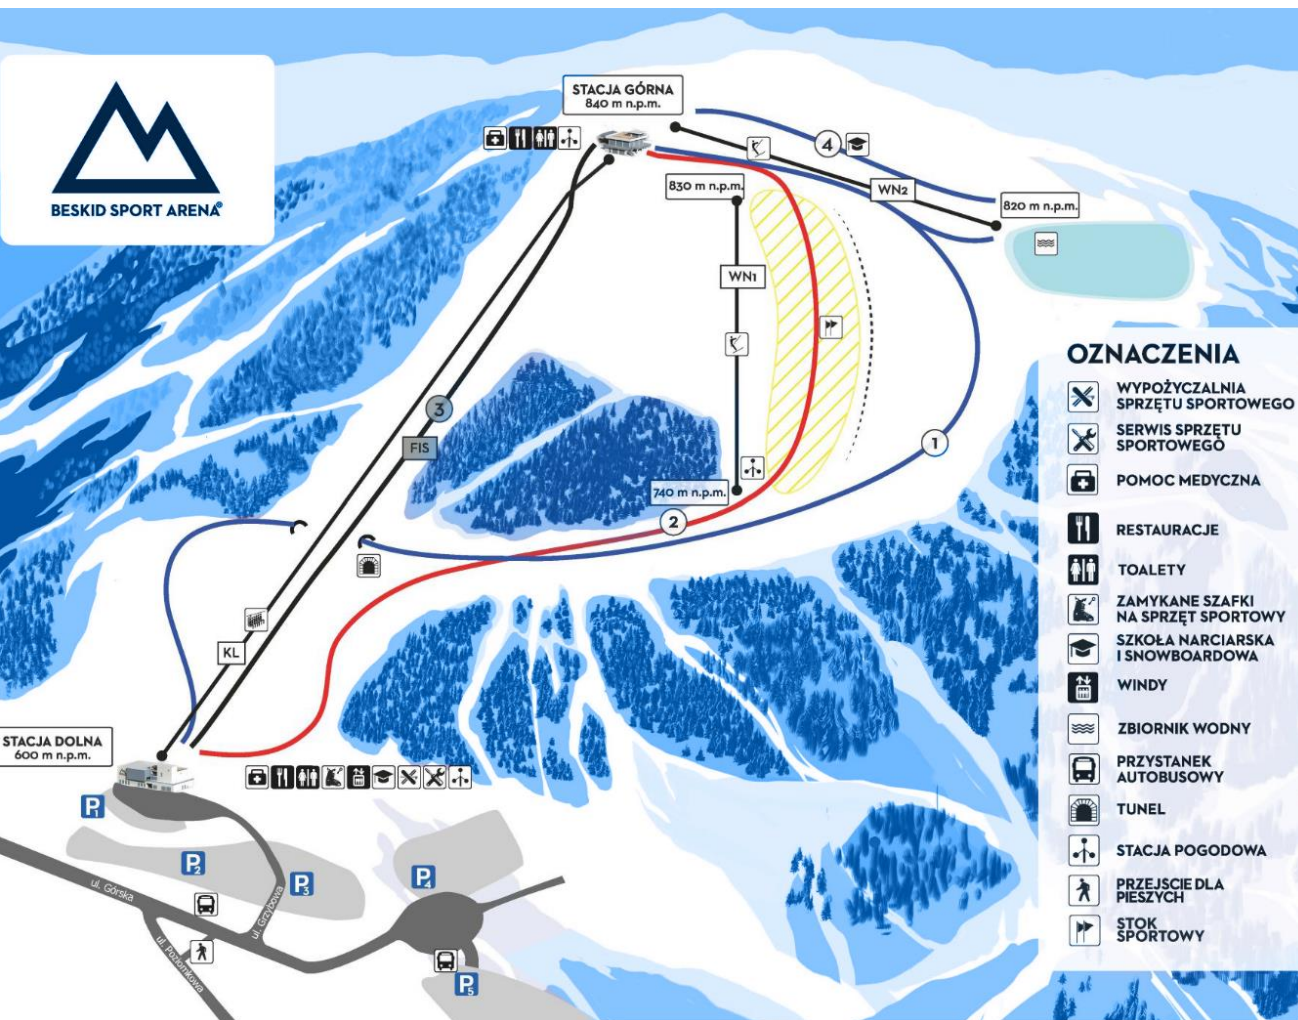 STACJA GÓRNA
840 m n.p.m.
BESKID SPORT ARENA®
4
830 m n.p.m.
WN2
820 m n.p.m.
WN1
3
FIS
1
740 m n.p.m.
2
KL
STACJA DOLNA
600 m n.p.m.
P1
P2
P3
P4
P5
ul. Górska
ul. Grzybowa
ul. Poziomkowa
OZNACZENIA
WYPOŻYCZALNIA
SPRZĘTU SPORTOWEGO
SERWIS SPRZĘTU
SPORTOWEGO
POMOC MEDYCZNA
RESTAURACJE
TOALETY
ZAMYKANE SZAFKI
NA SPRZĘT SPORTOWY
SZKOŁA NARCIARSKA
I SNOWBOARDOWA
WINDY
ZBIORNIK WODNY
PRZYSTANEK
AUTOBUSOWY
TUNEL
STACJA POGODOWA
PRZEJŚCIE DLA
PIESZYCH
STOK
SPORTOWY